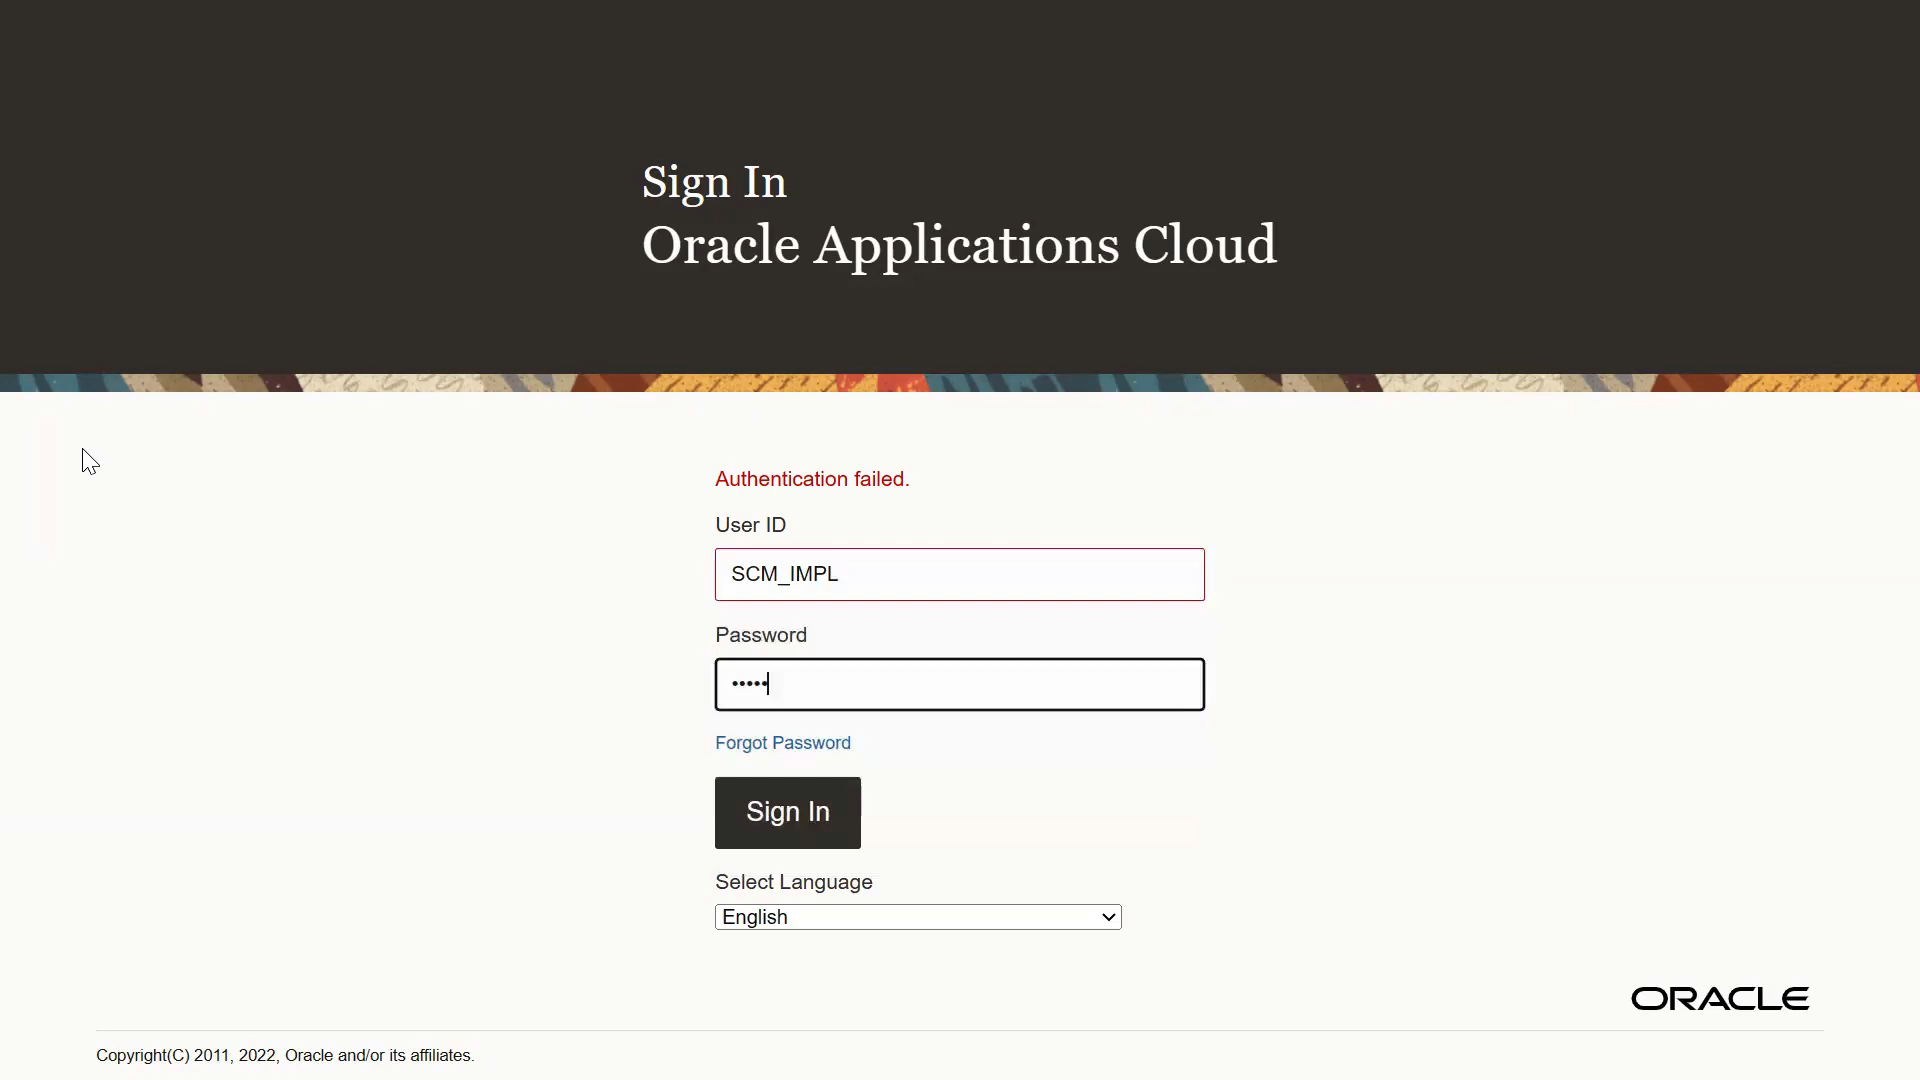 Sign In
Oracle Applications Cloud
Authentication failed.
User ID
SCM_IMPL
Password
•••••
Forgot Password
Sign In
Select Language
English
ORACLE
Copyright(C) 2011, 2022, Oracle and/or its affiliates.